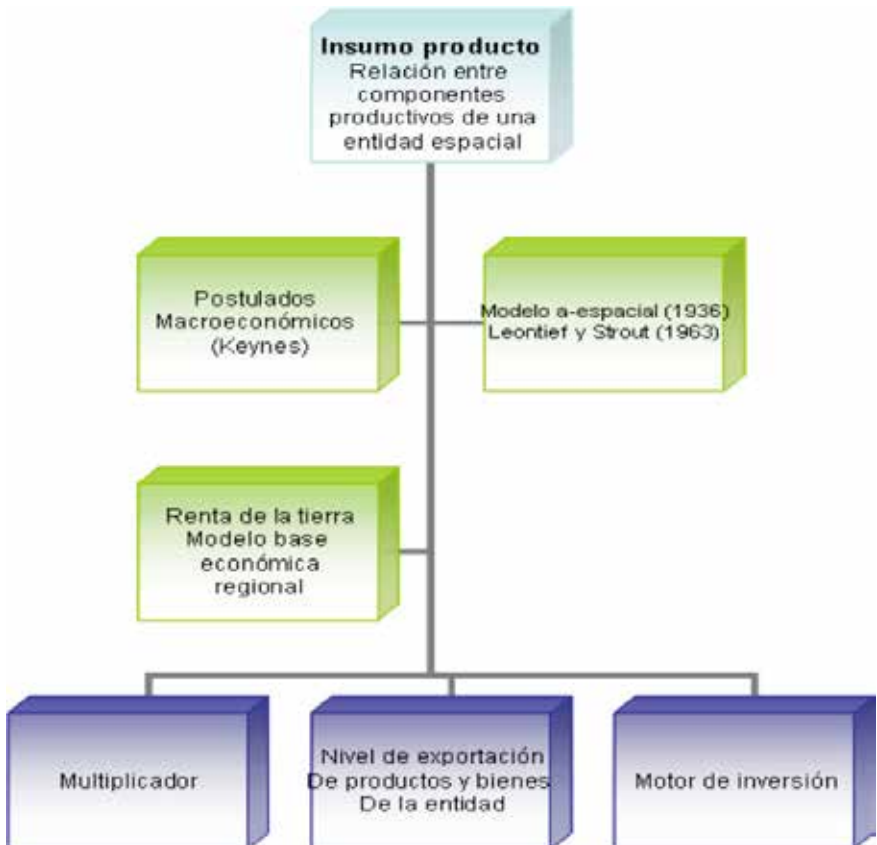 Insumo producto
Relación entre
componentes
productivos de una
entidad espacial
Postulados
Macroeconómicos
(Keynes)
Modelo a-espacial (1936)
Leontief y Strout (1963)
Renta de la tierra
Modelo base
económica
regional
Multiplicador
Nivel de exportación
De productos y bienes
De la entidad
Motor de inversión